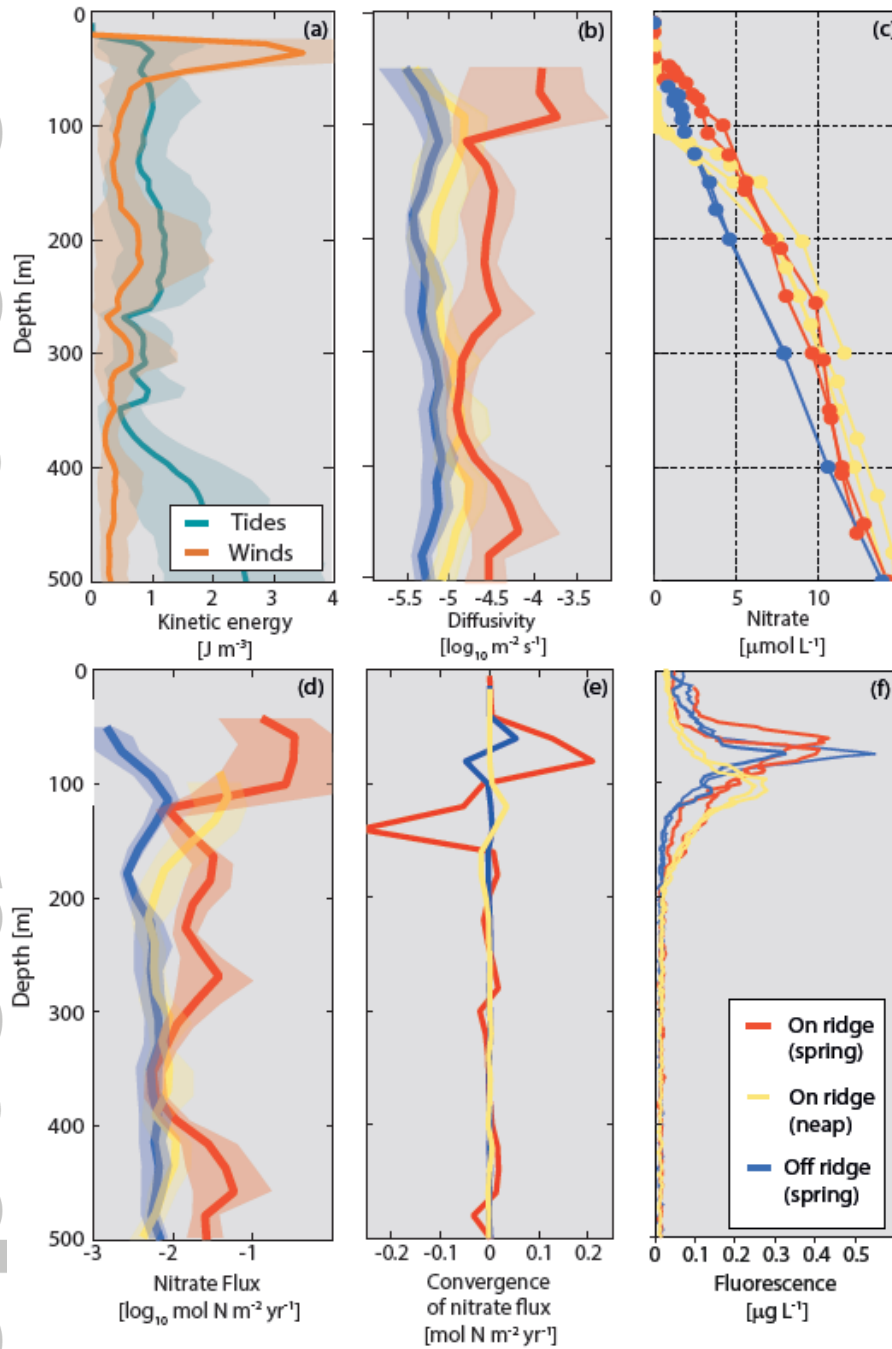 0
100
200
300
400
500
Depth [m]
(a)
Tides
Winds
0
1
2
3
4
Kinetic energy
[J m⁻³]
(b)
-5.5
-5
-4.5
-4
-3.5
Diffusivity
[log₁₀ m⁻² s⁻¹]
(c)
0
5
10
Nitrate
[μmol L⁻¹]
0
100
200
300
400
500
Depth [m]
(d)
-3
-2
-1
Nitrate Flux
[log₁₀ mol N m⁻² yr⁻¹]
(e)
-0.2
-0.1
0
0.1
0.2
Convergence
of nitrate flux
[mol N m⁻² yr⁻¹]
(f)
On ridge
(spring)
On ridge
(neap)
Off ridge
(spring)
0
0.1
0.2
0.3
0.4
0.5
Fluorescence
[μg L⁻¹]